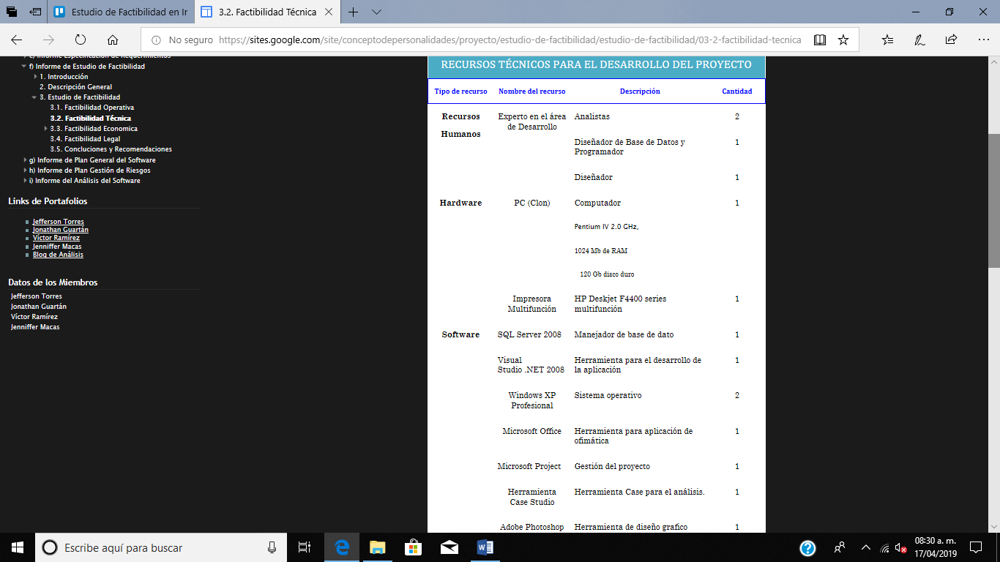 Estudio de Factibilidad en Ir
3.2. Factibilidad Técnica
No seguro https://sites.google.com/site/conceptodepersonalidades/proyecto/estudio-de-factibilidad/estudio-de-factibilidad/03-2-factibilidad-tecnica
e) Informe Especificación de Requerimientos
f) Informe de Estudio de Factibilidad
1. Introducción
2. Descripción General
3. Estudio de Factibilidad
3.1. Factibilidad Operativa
3.2. Factibilidad Técnica
3.3. Factibilidad Economica
3.4. Factibilidad Legal
3.5. Concluciones y Recomendaciones
g) Informe de Plan General del Software
h) Informe de Plan Gestión de Riesgos
i) Informe del Análisis del Software
Links de Portafolios
Jefferson Torres
Jonathan Guartán
Víctor Ramírez
Jenniffer Macas
Blog de Análisis
Datos de los Miembros
Jefferson Torres
Jonathan Guartán
Víctor Ramírez
Jenniffer Macas
RECURSOS TÉCNICOS PARA EL DESARROLLO DEL PROYECTO
Tipo de recurso Nombre del recurso Descripción Cantidad
Recursos Experto en el área Analistas 2
de Desarrollo
Humanos
Diseñador de Base de Datos y 1
Programador
Diseñador 1
Hardware PC (Clon) Computador 1
Pentium IV 2.0 GHz,
1024 Mb de RAM
120 Gb disco duro
Impresora HP Deskjet F4400 series 1
Multifunción multifunción
Software SQL Server 2008 Manejador de base de dato 1
Visual Herramienta para el desarrollo de 1
Studio .NET 2008 la aplicación
Windows XP Sistema operativo 2
Profesional
Microsoft Office Herramienta para aplicación de 1
ofimática
Microsoft Project Gestión del proyecto 1
Herramienta Herramienta Case para el análisis. 1
Case Studio
Adobe Photoshop Herramienta de diseño grafico 1
Escribe aquí para buscar
08:30 a. m.
17/04/2019